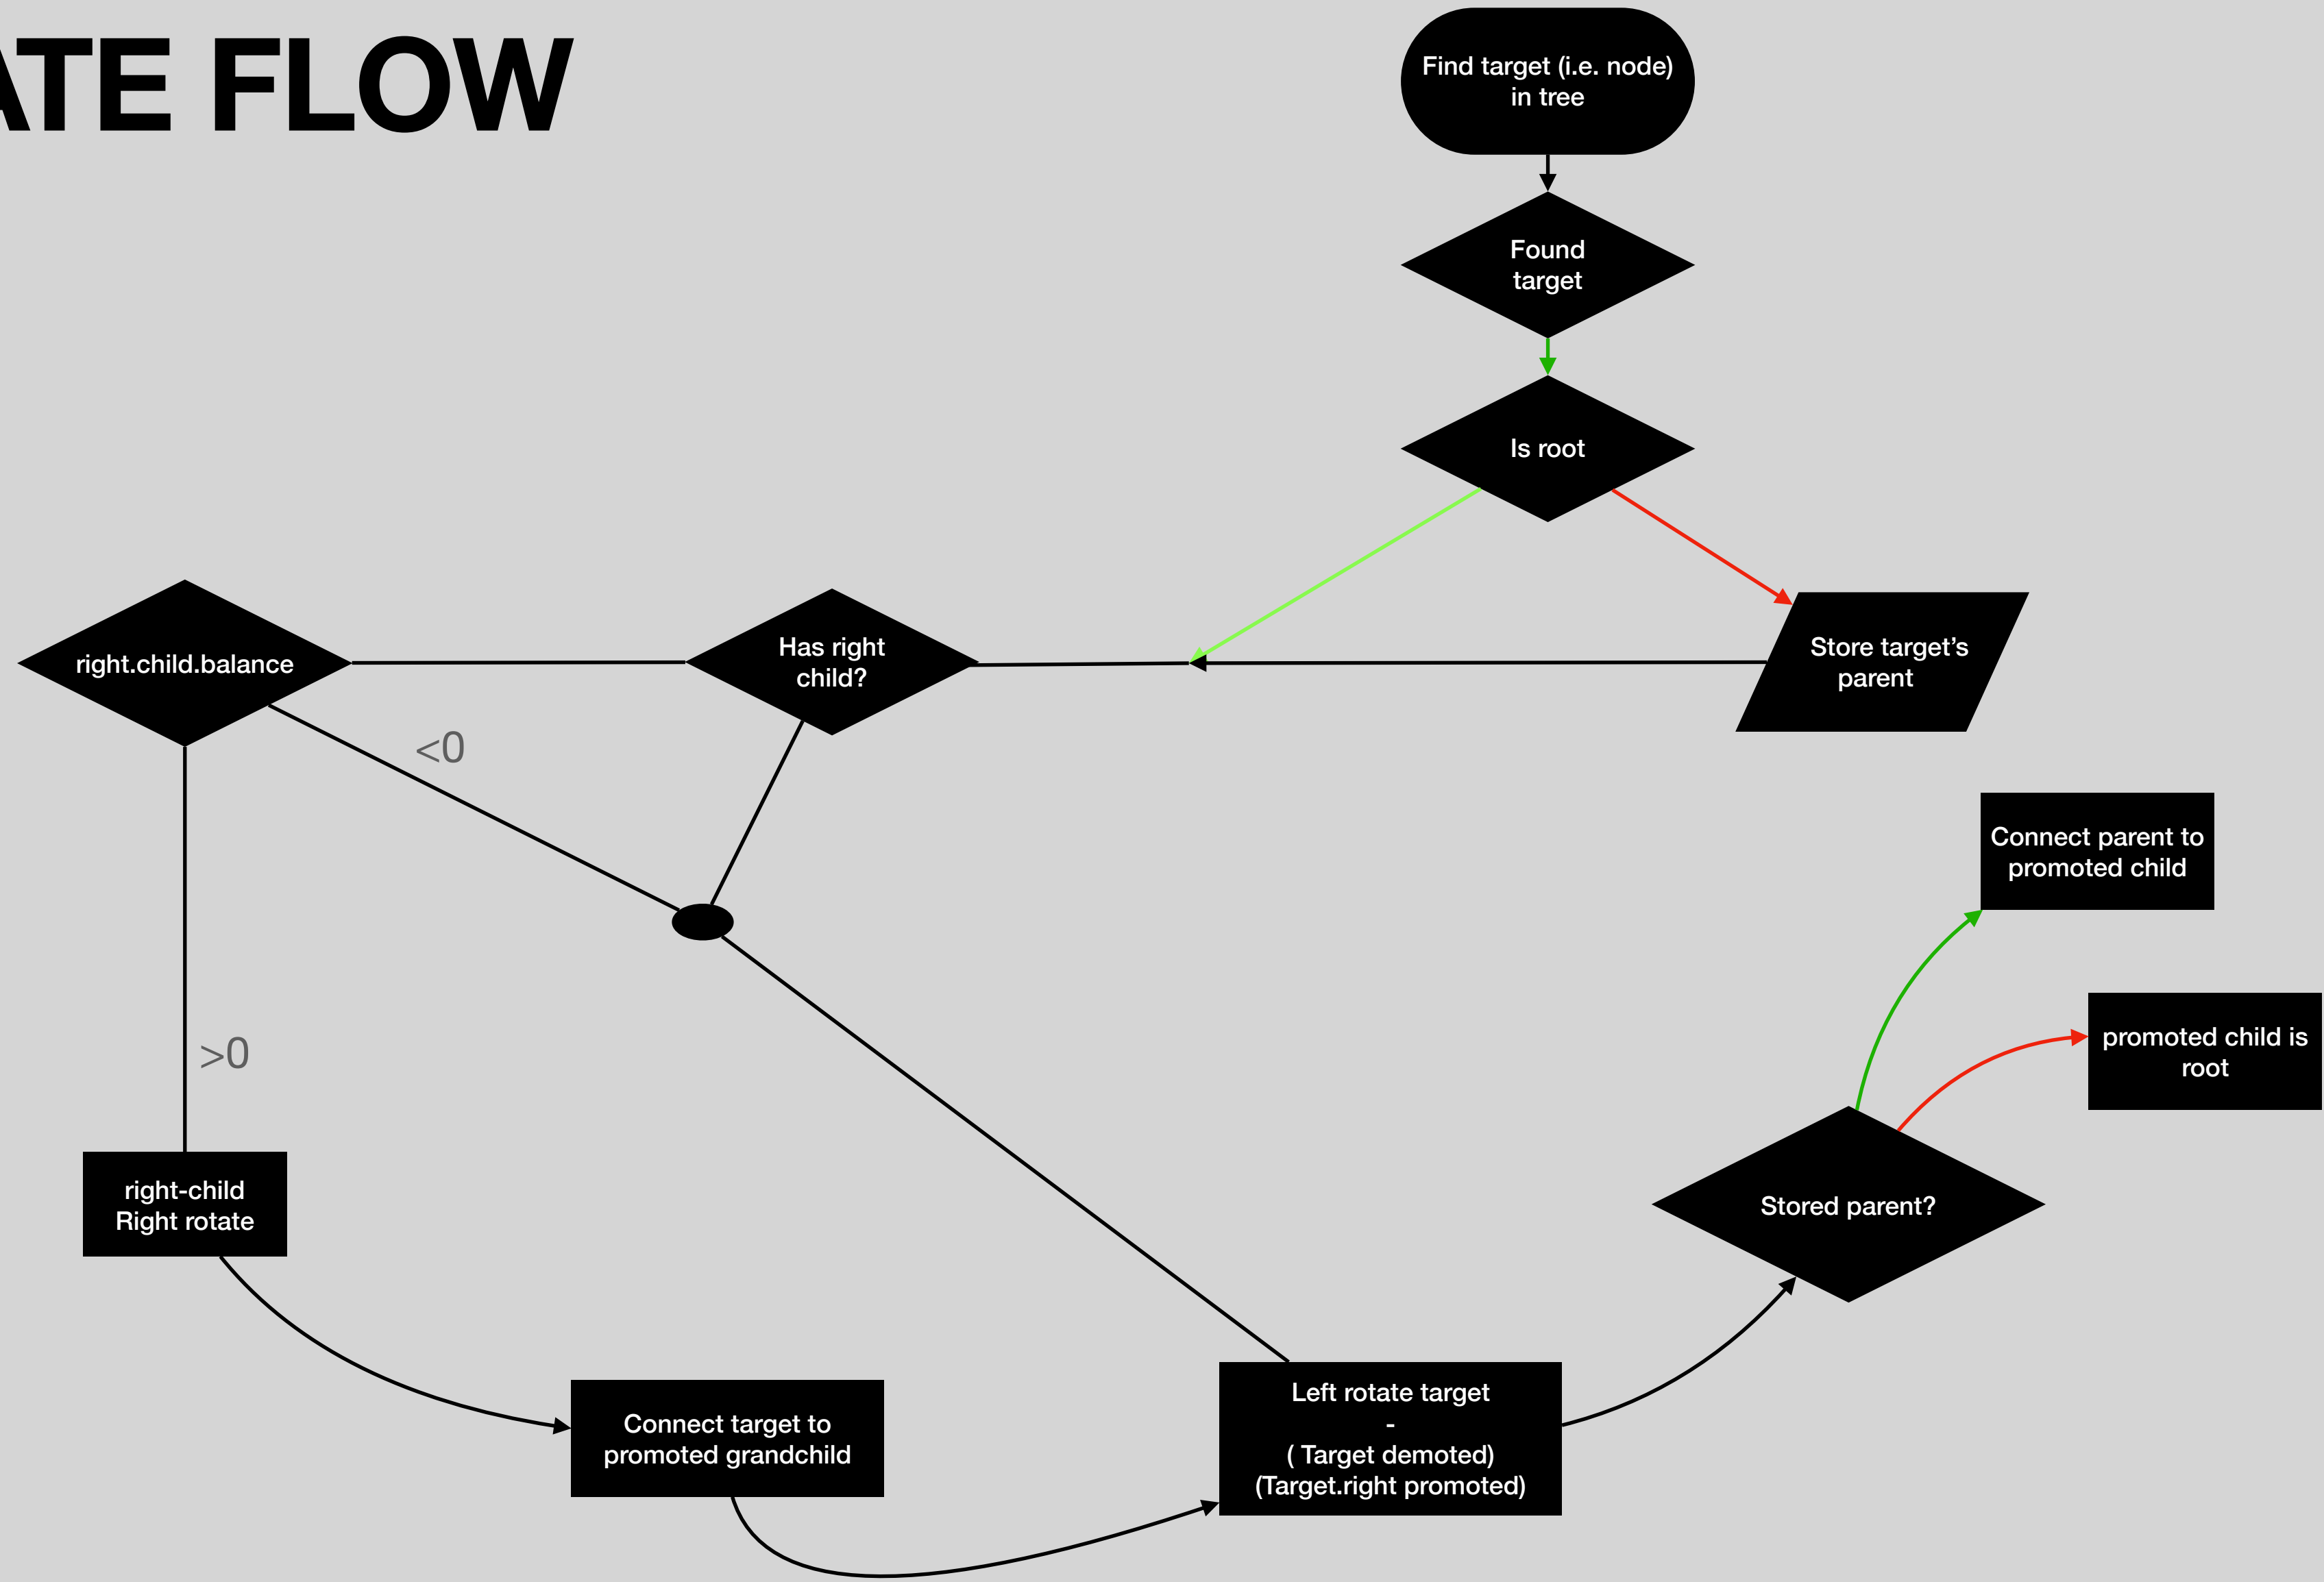 ATE FLOW
Find target (i.e. node)
in tree
Found
target
Is root
Has right
child?
right.child.balance
Store target’s
parent
<0
Connect parent to
promoted child
>0
promoted child is
root
right-child
Right rotate
Stored parent?
Connect target to
promoted grandchild
Left rotate target
-
( Target demoted)
(Target.right promoted)